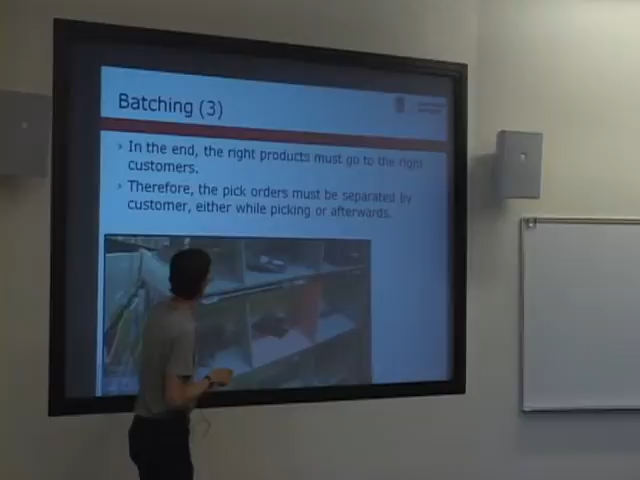 Batching (3)
In the end, the right products must go to the right
customers.
Therefore, the pick orders must be separated by
customer, either while picking or afterwards.